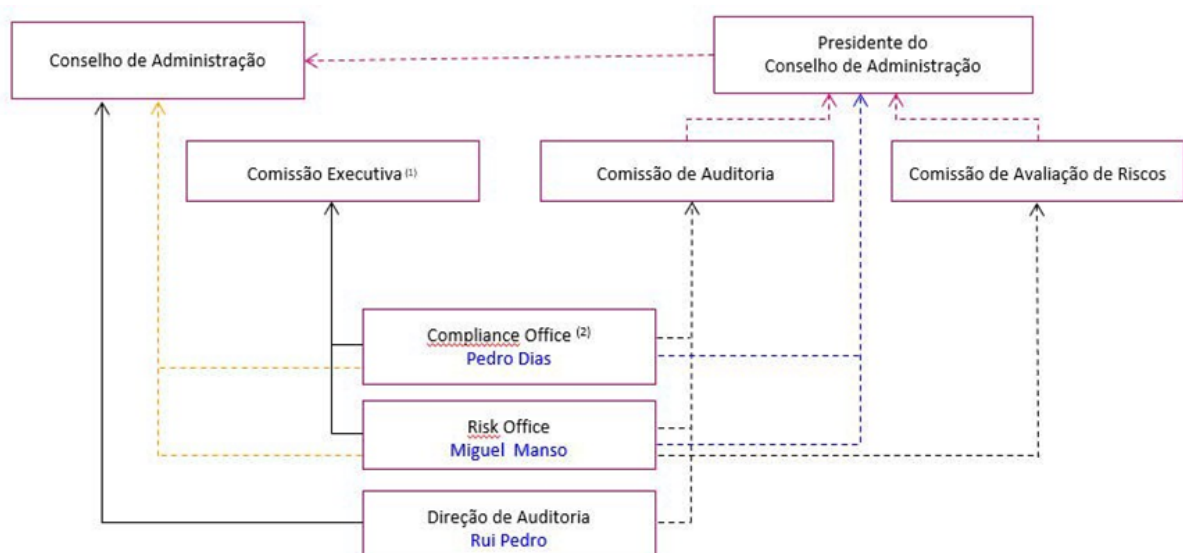 Conselho de Administração
Presidente do
Conselho de Administração
Comissão Executiva (1)
Comissão de Auditoria
Comissão de Avaliação de Riscos
Compliance Office (2)
Pedro Dias
Risk Office
Miguel Manso
Direção de Auditoria
Rui Pedro